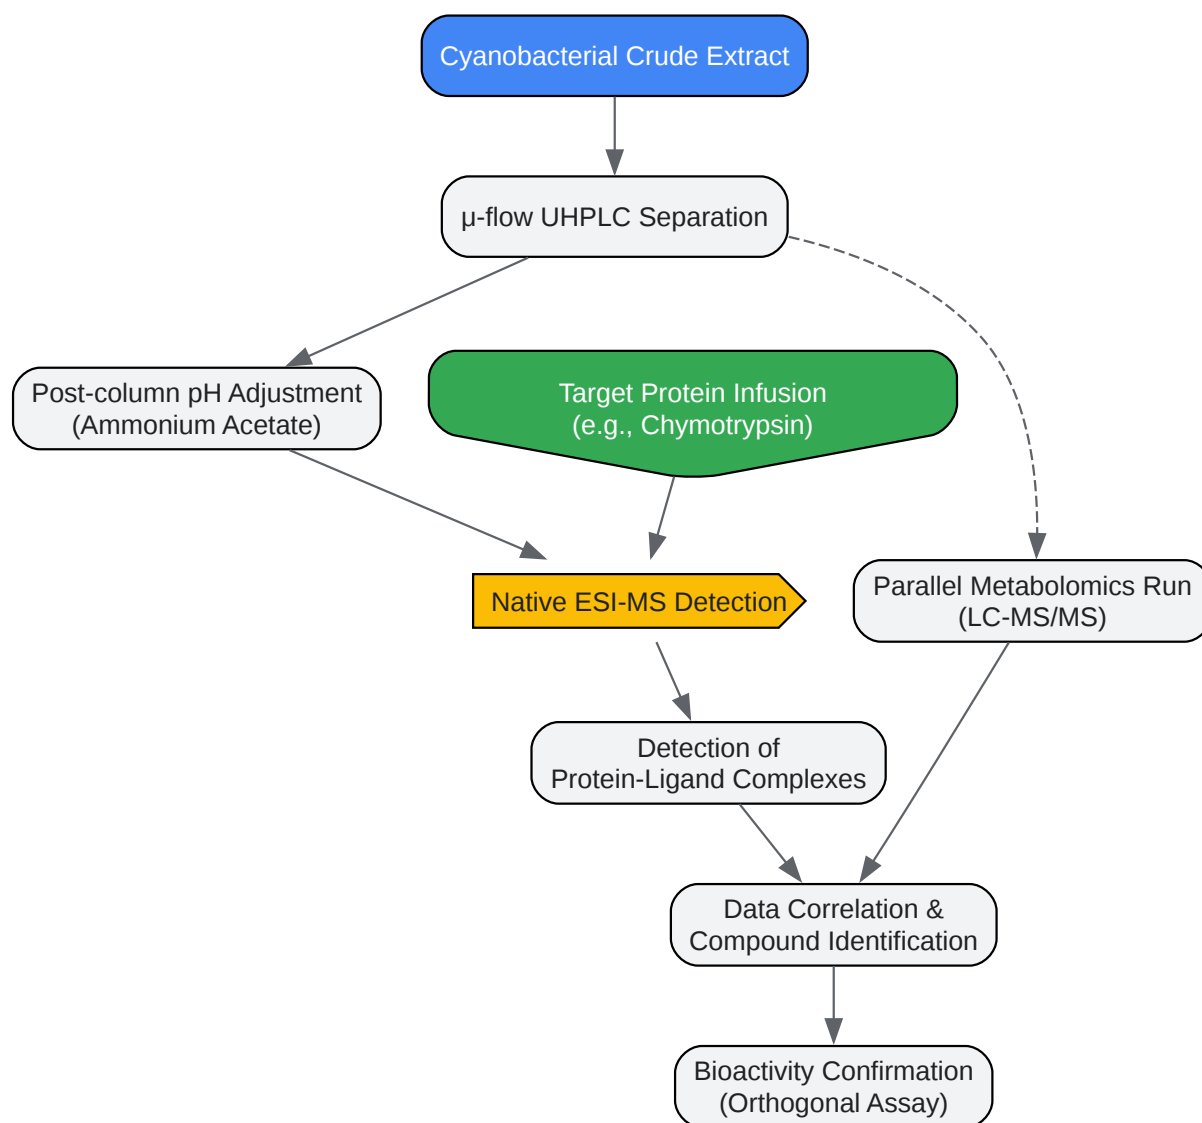 Cyanobacterial Crude Extract
μ-flow UHPLC Separation
Post-column pH Adjustment
(Ammonium Acetate)
Target Protein Infusion
(e.g., Chymotrypsin)
Native ESI-MS Detection
Parallel Metabolomics Run
(LC-MS/MS)
Detection of
Protein-Ligand Complexes
Data Correlation &
Compound Identification
Bioactivity Confirmation
(Orthogonal Assay)